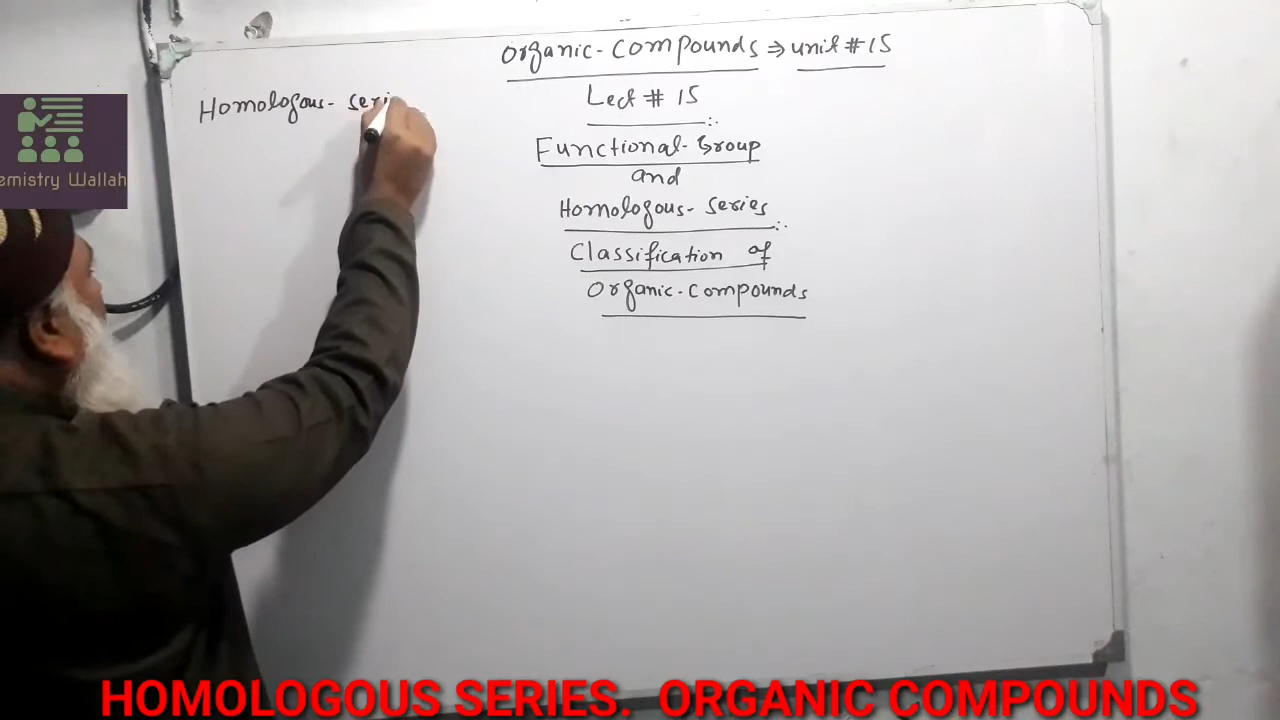 Organic-Compounds ⇒ unit # 15
Lect # 15
Functional-Group
and
Homologous-series
Classification of
Organic-Compounds
Homologous- seri
emistry Wallah
HOMOLOGOUS SERIES. ORGANIC COMPOUNDS